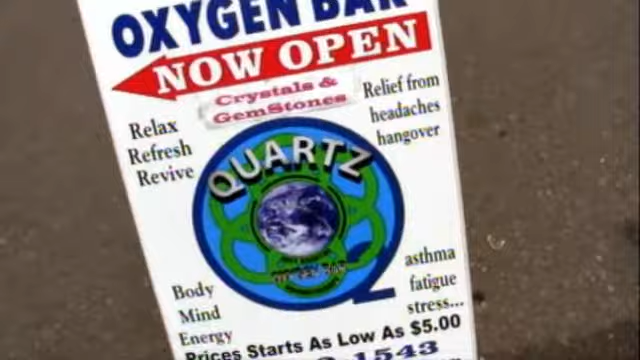 OXYGEN BAR
NOW OPEN
Crystals &
GemStones
Relax
Refresh
Revive
Relief from
headaches
hangover
QUARTZ
Body
Mind
Energy
asthma
fatigue
stress...
Prices Starts As Low As $5.00
1543